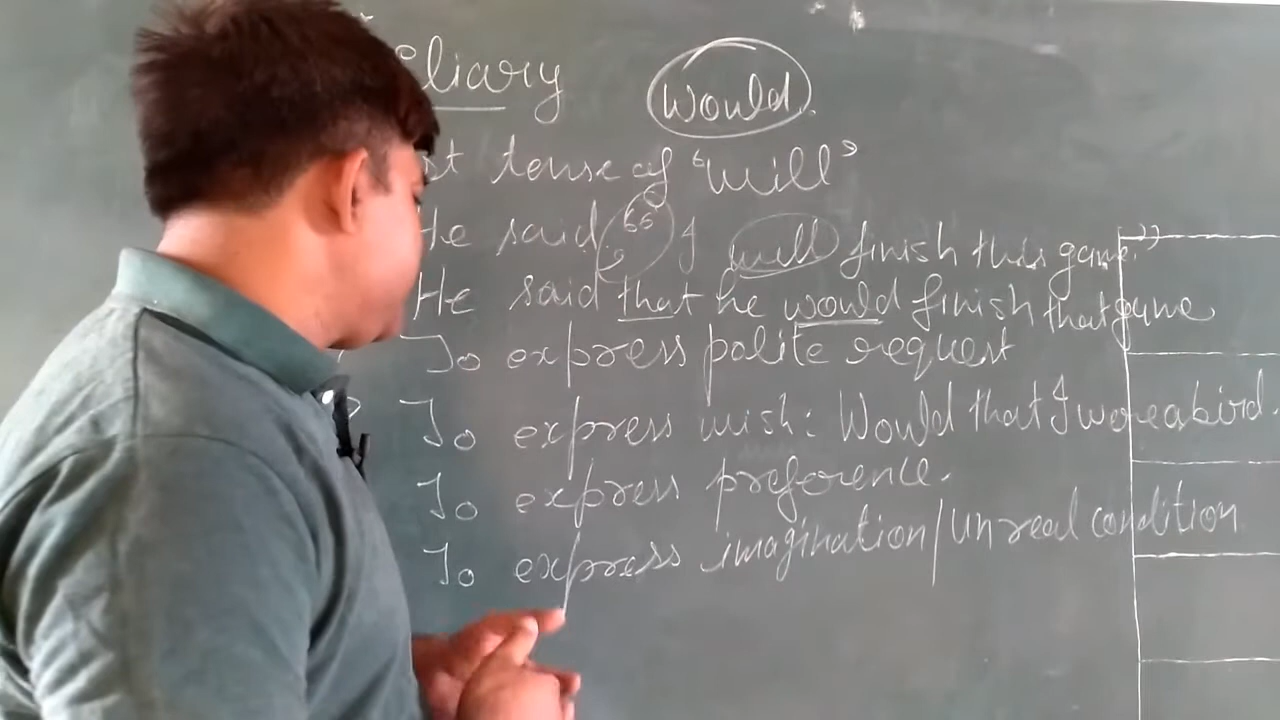 liary would
st tense of "will"
He said, "I will finish this game."
He said that he would finish that game
To express polite request
To express wish: Would that I were a bird.
To express preference.
To express imagination/unreal condition